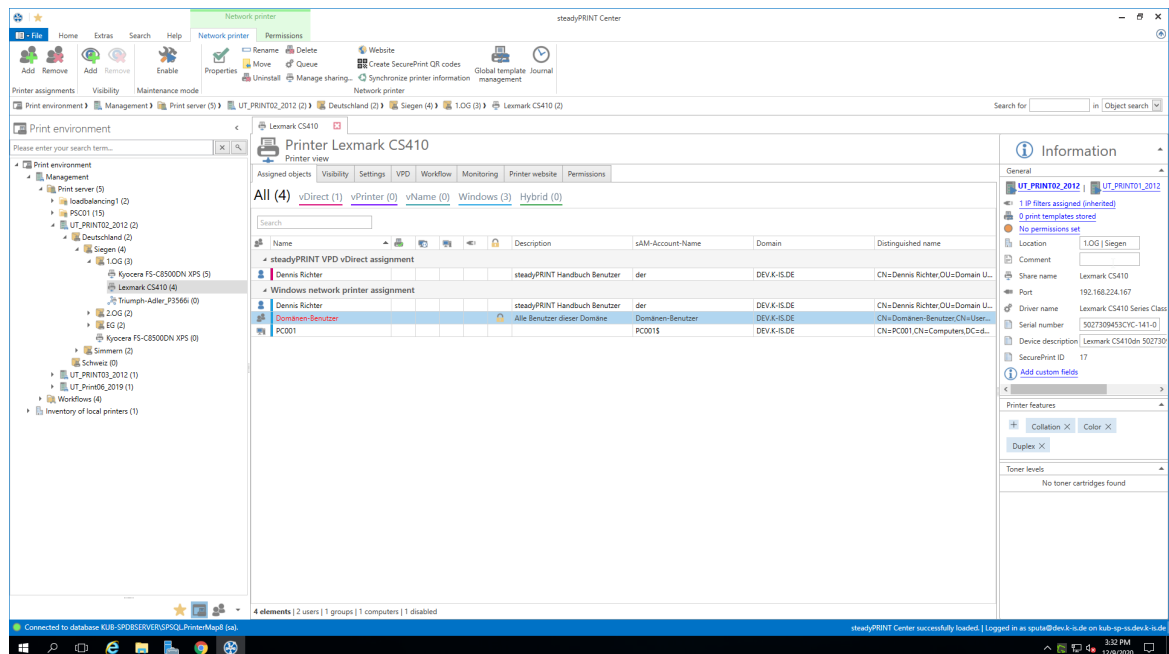 Network printer
steadyPRINT Center
File Home Extras Search Help Network printer Permissions
Add Remove Add Remove Enable Properties
Rename Delete Website
Move Queue Create SecurePrint QR codes
Uninstall Manage sharing... Synchronize printer information
Global template management Journal
Printer assignments Visibility Maintenance mode Network printer
Print environment Management Print server (5) UT_PRINT02_2012 (2) Deutschland (2) Siegen (4) 1.OG (3) Lexmark CS410 (2) Search for in Object search
Print environment
Please enter your search term...
Print environment
Management
Print server (5)
loadbalancing1 (2)
PSC01 (15)
UT_PRINT02_2012 (2)
Deutschland (2)
Siegen (4)
1.OG (3)
Kyocera FS-C8500DN XPS (5)
Lexmark CS410 (4)
Triumph-Adler_P3566i (0)
2.OG (2)
EG (2)
Kyocera FS-C8500DN XPS (0)
Simmern (2)
Schweiz (0)
UT_PRINT03_2012 (1)
UT_Print06_2019 (1)
Workflows (4)
Inventory of local printers (1)
Lexmark CS410
Printer Lexmark CS410
Printer view
Assigned objects Visibility Settings VPD Workflow Monitoring Printer website Permissions
All (4) vDirect (1) vPrinter (0) vName (0) Windows (3) Hybrid (0)
Search
Name Description sAM-Account-Name Domain Distinguished name
steadyPRINT VPD vDirect assignment
Dennis Richter steadyPRINT Handbuch Benutzer der DEV.K-IS.DE CN=Dennis Richter,OU=Domain U...
Windows network printer assignment
Dennis Richter steadyPRINT Handbuch Benutzer der DEV.K-IS.DE CN=Dennis Richter,OU=Domain U...
Domänen-Benutzer Alle Benutzer dieser Domäne Domänen-Benutzer DEV.K-IS.DE CN=Domänen-Benutzer,CN=User...
PC001 PC001$ DEV.K-IS.DE CN=PC001,CN=Computers,DC=d...
4 elements | 2 users | 1 groups | 1 computers | 1 disabled
Information
General
UT_PRINT02_2012 | UT_PRINT01_2012
1 IP filters assigned (inherited)
0 print templates stored
No permissions set
Location 1.OG | Siegen
Comment
Share name Lexmark CS410
Port 192.168.224.167
Driver name Lexmark CS410 Series Class
Serial number 5027309453CYC-141-0
Device description Lexmark CS410dn 502730
SecurePrint ID 17
Add custom fields
Printer features
Collation Color
Duplex
Toner levels
No toner cartridges found
Connected to database KUB-SPDBSERVER\SPSQL.PrinterMap8 (sa). steadyPRINT Center successfully loaded. | Logged in as sputa@dev.k-is.de on kub-sp-ss.dev.k-is.de
3:32 PM
12/9/2020